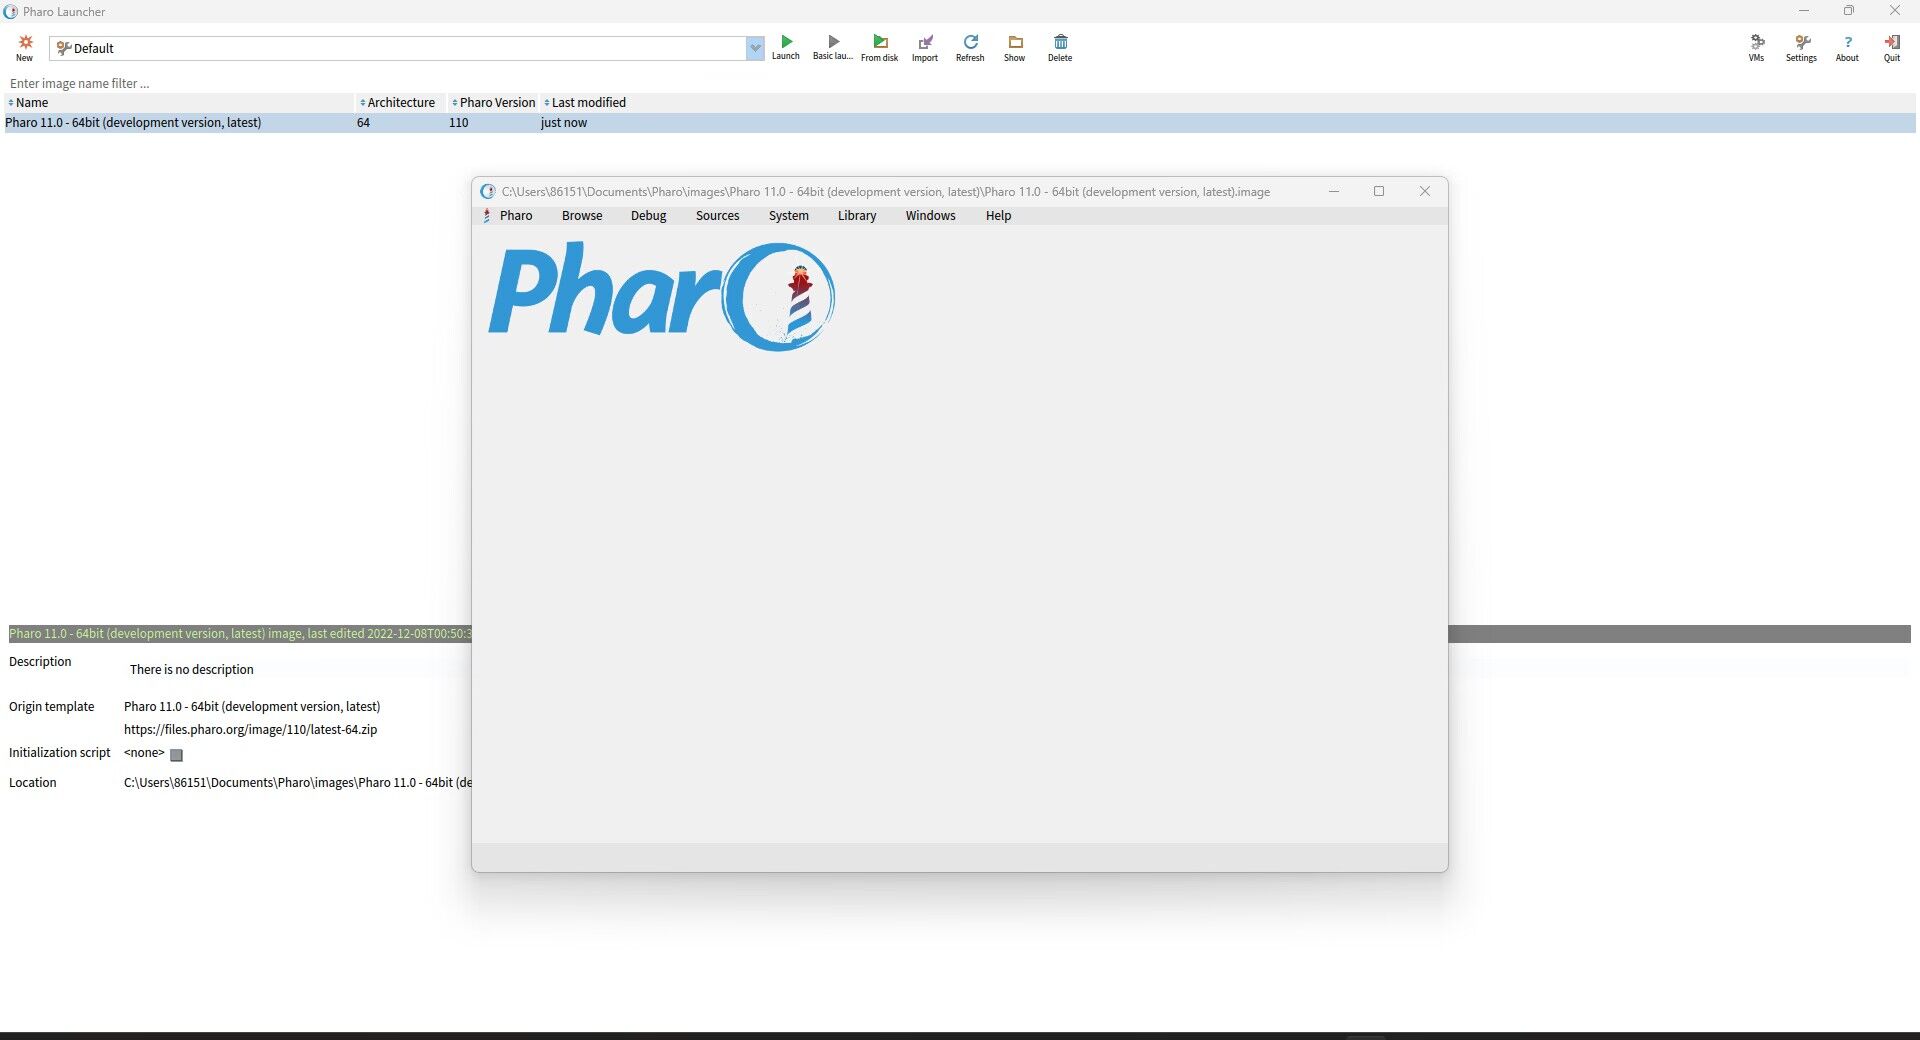 Pharo Launcher
New
Default
Launch
Basic lau...
From disk
Import
Refresh
Show
Delete
VMs
Settings
? About
Quit
Enter image name filter ...
Name Architecture Pharo Version Last modified
Pharo 11.0 - 64bit (development version, latest) 64 110 just now
C:\Users\86151\Documents\Pharo\images\Pharo 11.0 - 64bit (development version, latest)\Pharo 11.0 - 64bit (development version, latest).image
Pharo Browse Debug Sources System Library Windows Help
Pharo
Pharo 11.0 - 64bit (development version, latest) image, last edited 2022-12-08T00:50:3
Description There is no description
Origin template Pharo 11.0 - 64bit (development version, latest)
https://files.pharo.org/image/110/latest-64.zip
Initialization script <none>
Location C:\Users\86151\Documents\Pharo\images\Pharo 11.0 - 64bit (de